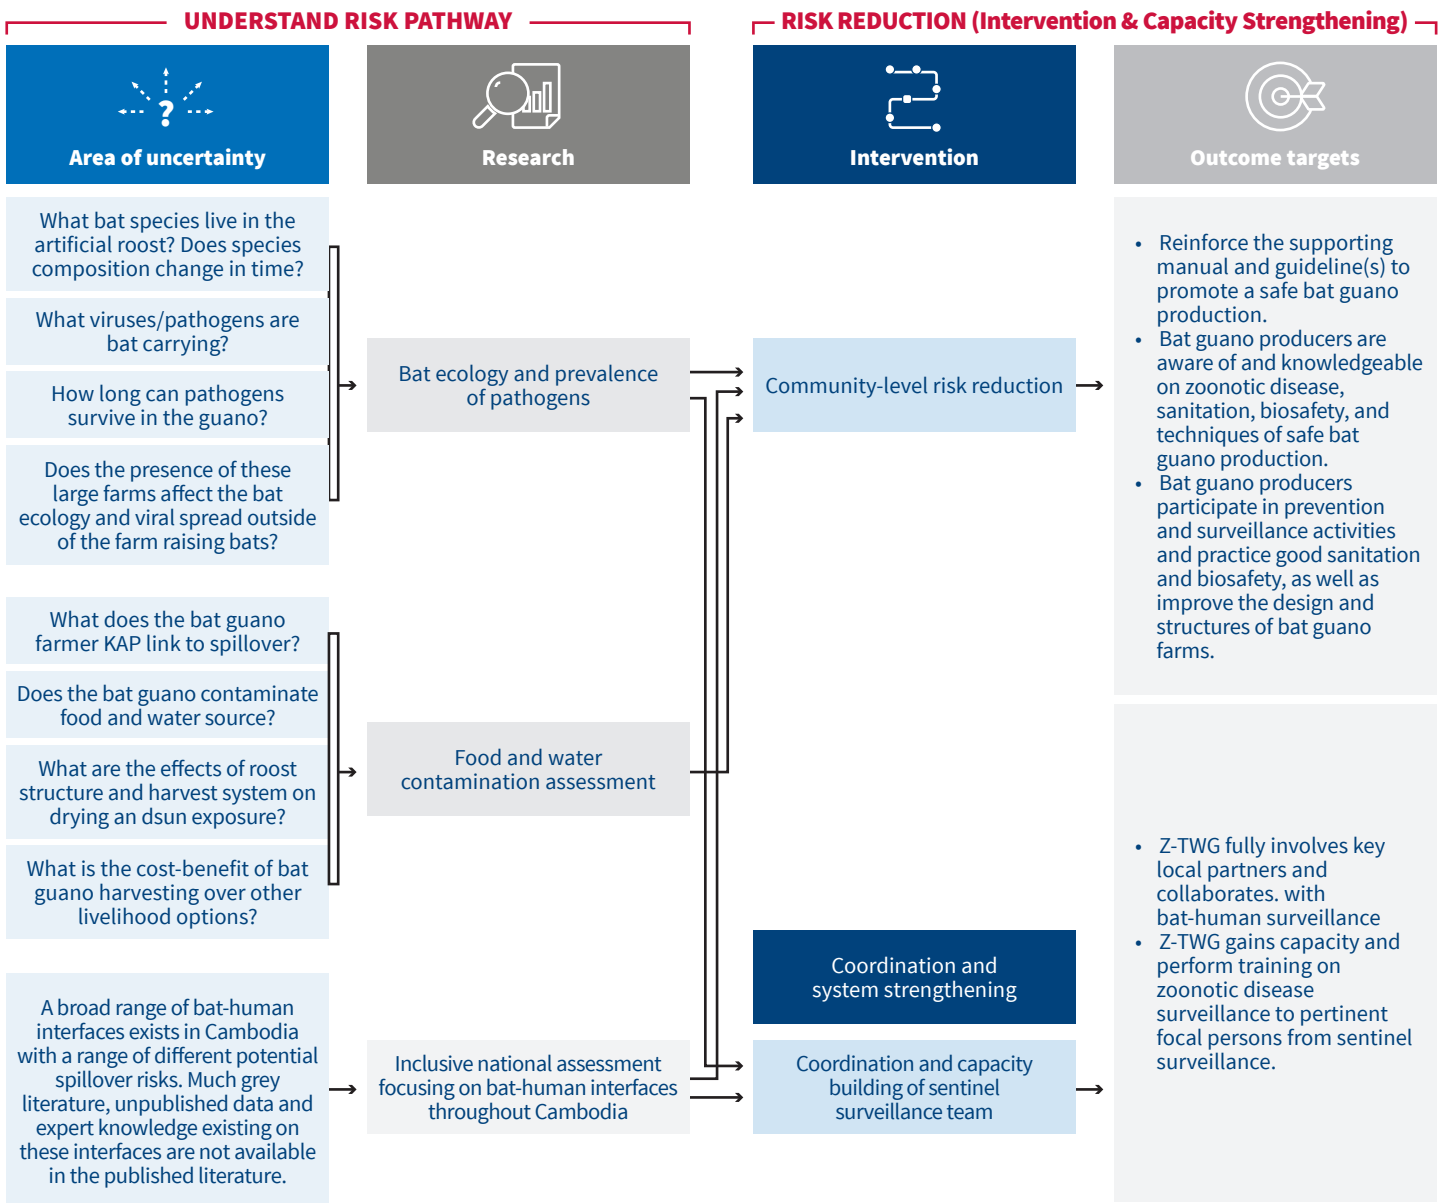 UNDERSTAND RISK PATHWAY
RISK REDUCTION (Intervention & Capacity Strengthening)
?
Area of uncertainty
Research
Intervention
Outcome targets
What bat species live in the
artificial roost? Does species
composition change in time?
What viruses/pathogens are
bat carrying?
How long can pathogens
survive in the guano?
Does the presence of these
large farms affect the bat
ecology and viral spread outside
of the farm raising bats?
Bat ecology and prevalence
of pathogens
Community-level risk reduction
• Reinforce the supporting
manual and guideline(s) to
promote a safe bat guano
production.
• Bat guano producers are
aware of and knowledgeable
on zoonotic disease,
sanitation, biosafety, and
techniques of safe bat
guano production.
• Bat guano producers
participate in prevention
and surveillance activities
and practice good sanitation
and biosafety, as well as
improve the design and
structures of bat guano
farms.
What does the bat guano
farmer KAP link to spillover?
Does the bat guano contaminate
food and water source?
What are the effects of roost
structure and harvest system on
drying an dsun exposure?
What is the cost-benefit of bat
guano harvesting over other
livelihood options?
Food and water
contamination assessment
A broad range of bat-human
interfaces exists in Cambodia
with a range of different potential
spillover risks. Much grey
literature, unpublished data and
expert knowledge existing on
these interfaces are not available
in the published literature.
Inclusive national assessment
focusing on bat-human interfaces
throughout Cambodia
Coordination and
system strengthening
Coordination and capacity
building of sentinel
surveillance team
• Z-TWG fully involves key
local partners and
collaborates. with
bat-human surveillance
• Z-TWG gains capacity and
perform training on
zoonotic disease
surveillance to pertinent
focal persons from sentinel
surveillance.